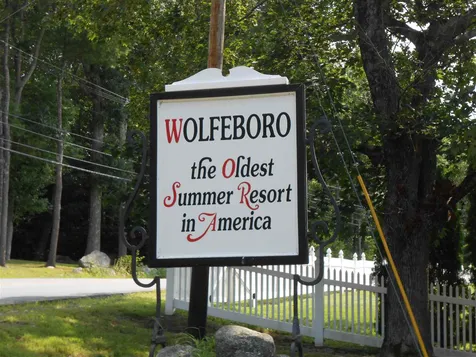 WOLFEBORO
the Oldest
Summer Resort
in America